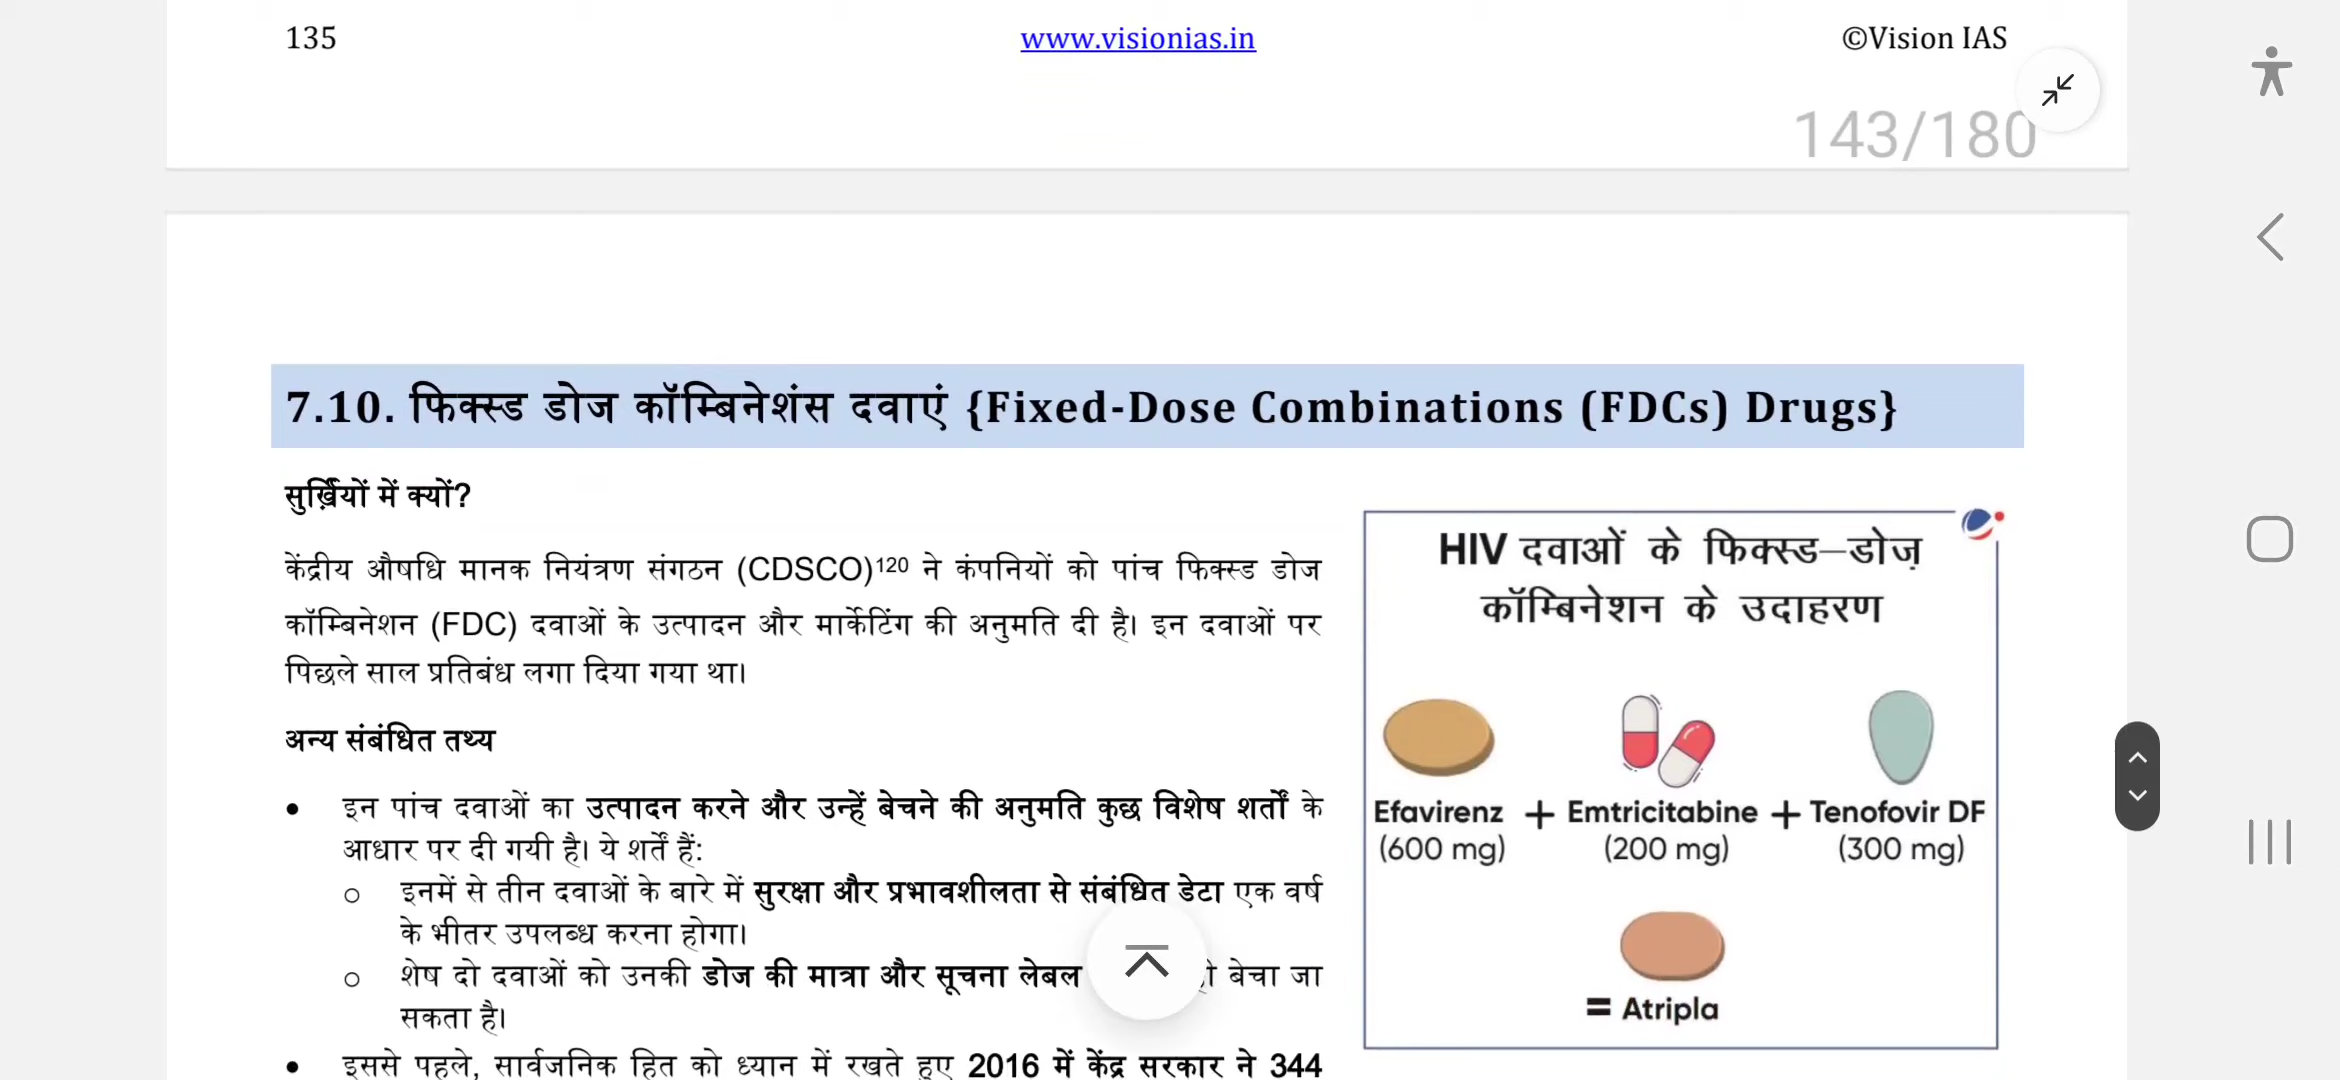 135
www.visionias.in
©Vision IAS
143/180
7.10. फिक्स्ड डोज कॉम्बिनेशंस दवाएं {Fixed-Dose Combinations (FDCs) Drugs}
सुर्ख़ियों में क्यों?
केंद्रीय औषधि मानक नियंत्रण संगठन (CDSCO)120 ने कंपनियों को पांच फिक्स्ड डोज
कॉम्बिनेशन (FDC) दवाओं के उत्पादन और मार्केटिंग की अनुमति दी है। इन दवाओं पर
पिछले साल प्रतिबंध लगा दिया गया था।
अन्य संबंधित तथ्य
• इन पांच दवाओं का उत्पादन करने और उन्हें बेचने की अनुमति कुछ विशेष शर्तों के
आधार पर दी गयी है। ये शर्तें हैं:
o इनमें से तीन दवाओं के बारे में सुरक्षा और प्रभावशीलता से संबंधित डेटा एक वर्ष
के भीतर उपलब्ध करना होगा।
o शेष दो दवाओं को उनकी डोज की मात्रा और सूचना लेबल बेचा जा
सकता है।
• इससे पहले, सार्वजनिक हित को ध्यान में रखते हुए 2016 में केंद्र सरकार ने 344
HIV दवाओं के फिक्स्ड–डोज़
कॉम्बिनेशन के उदाहरण
Efavirenz + Emtricitabine + Tenofovir DF
(600 mg) (200 mg) (300 mg)
= Atripla